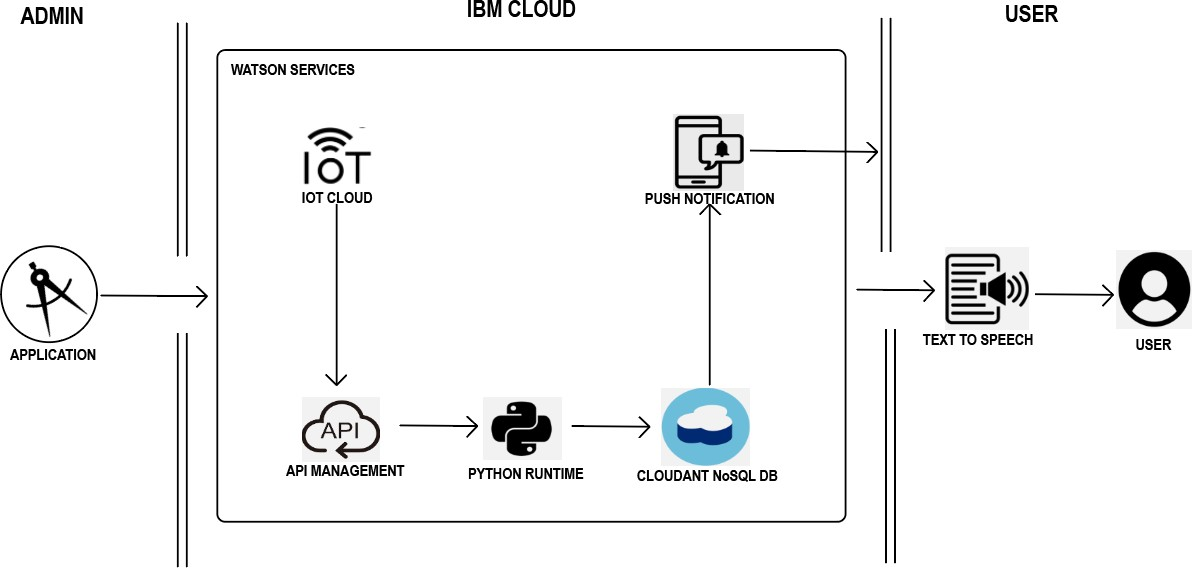 ADMIN
IBM CLOUD
USER
WATSON SERVICES
IoT
IOT CLOUD
PUSH NOTIFICATION
APPLICATION
TEXT TO SPEECH
USER
API
API MANAGEMENT
PYTHON RUNTIME
CLOUDANT NoSQL DB